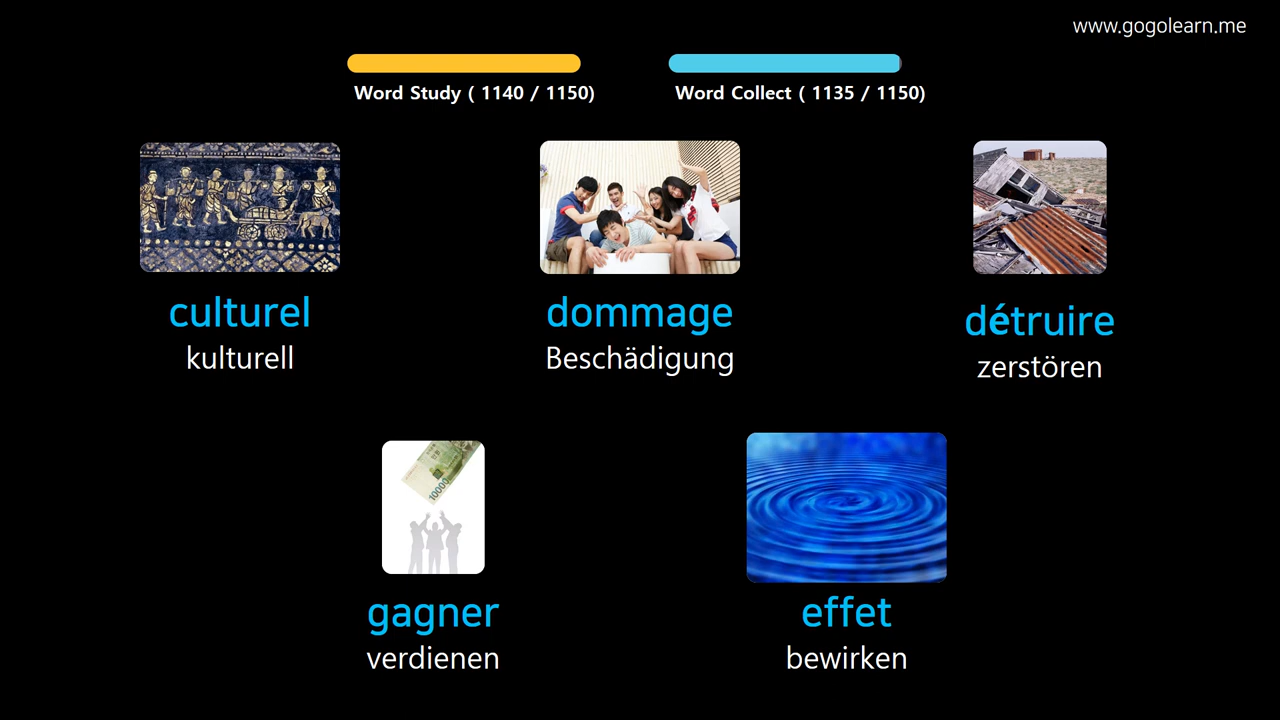 www.gogolearn.me
Word Study ( 1140 / 1150)
Word Collect ( 1135 / 1150)
culturel
kulturell
dommage
Beschädigung
détruire
zerstören
10000
gagner
verdienen
effet
bewirken